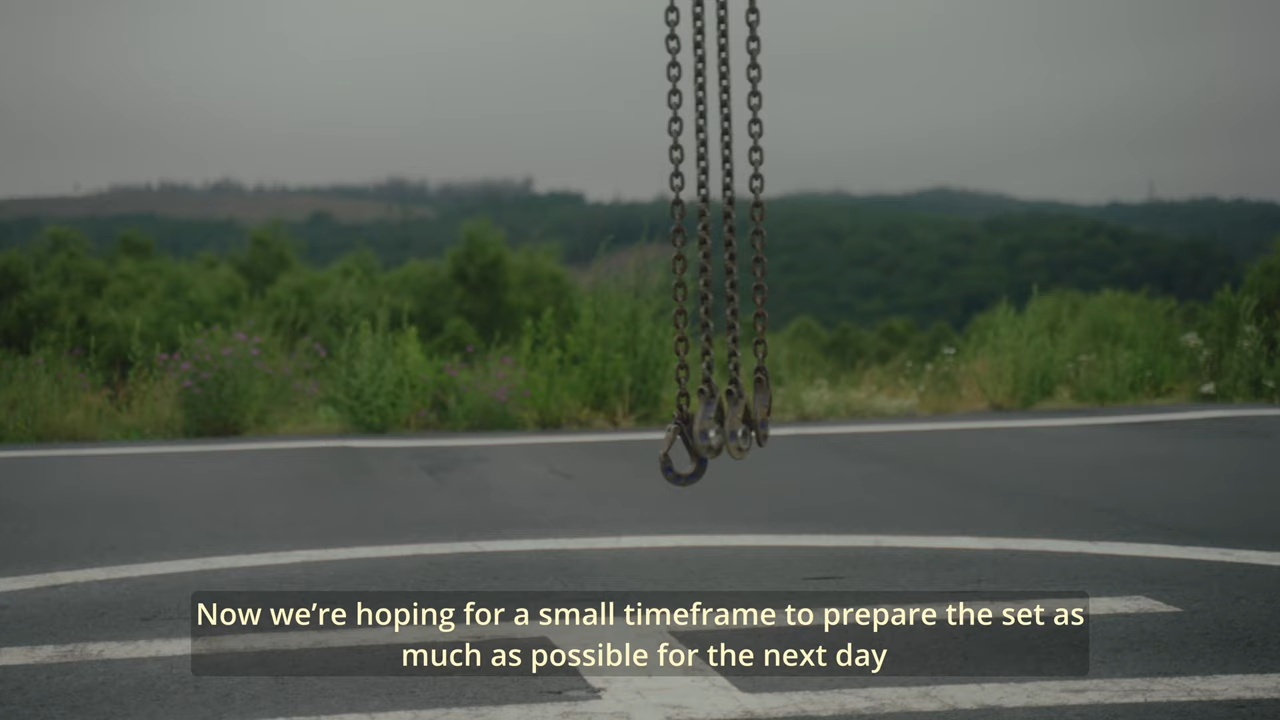 Now we’re hoping for a small timeframe to prepare the set as
much as possible for the next day